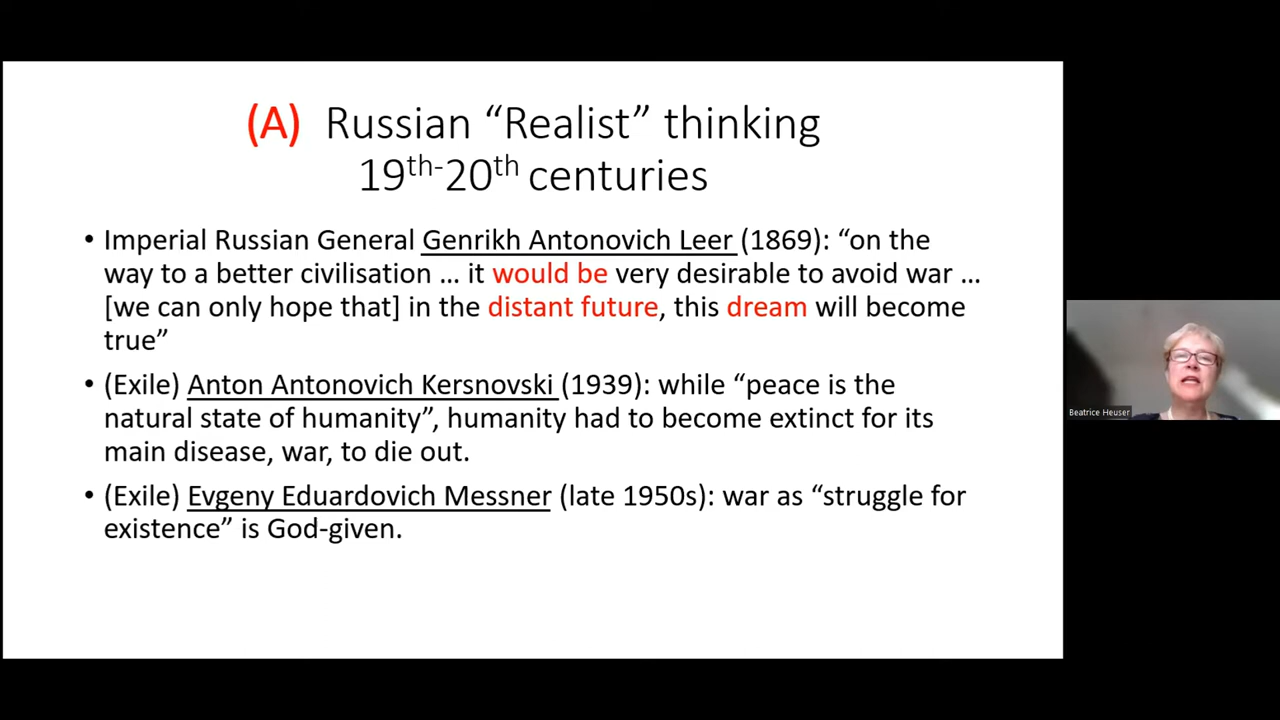 (A) Russian “Realist” thinking
19th-20th centuries
• Imperial Russian General Genrikh Antonovich Leer (1869): “on the
way to a better civilisation … it would be very desirable to avoid war …
[we can only hope that] in the distant future, this dream will become
true”
• (Exile) Anton Antonovich Kersnovski (1939): while “peace is the
natural state of humanity”, humanity had to become extinct for its
main disease, war, to die out.
• (Exile) Evgeny Eduardovich Messner (late 1950s): war as “struggle for
existence” is God-given.
Beatrice Heuser